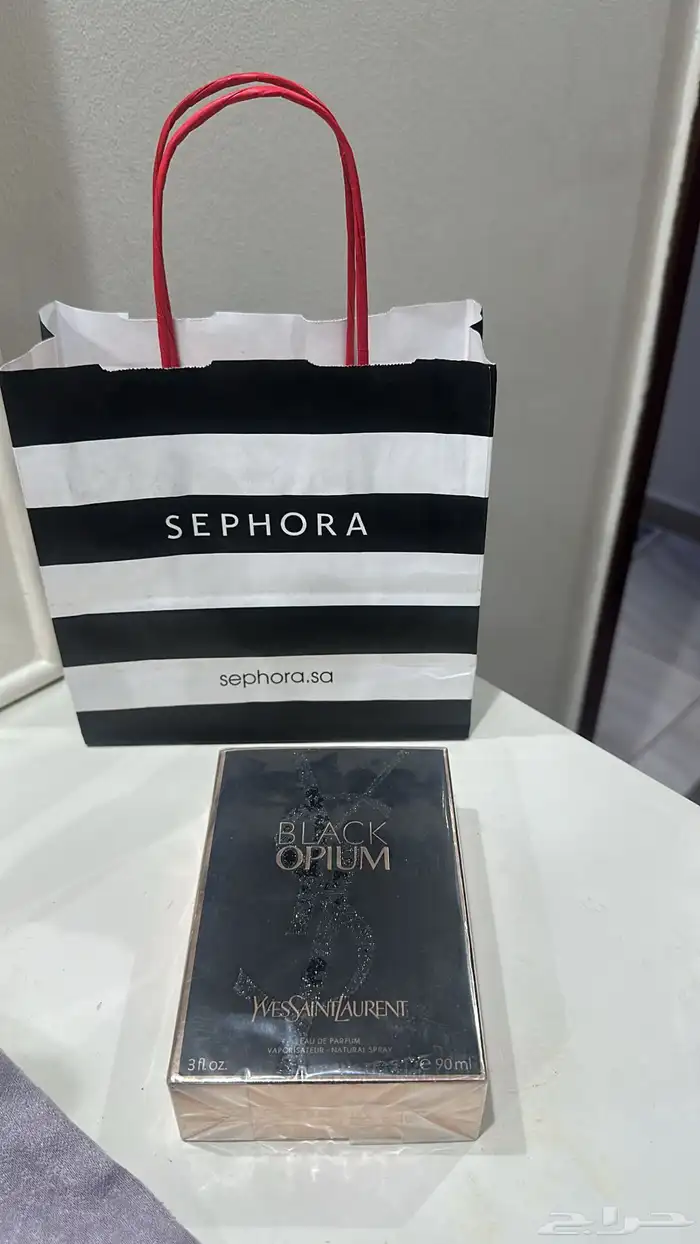 SEPHORA
sephora.sa
BLACK
OPIUM
YVESSAINTLAURENT
EAU DE PARFUM
VAPORISATEUR - NATURAL SPRAY
3 fl.oz. e 90 ml
حراج